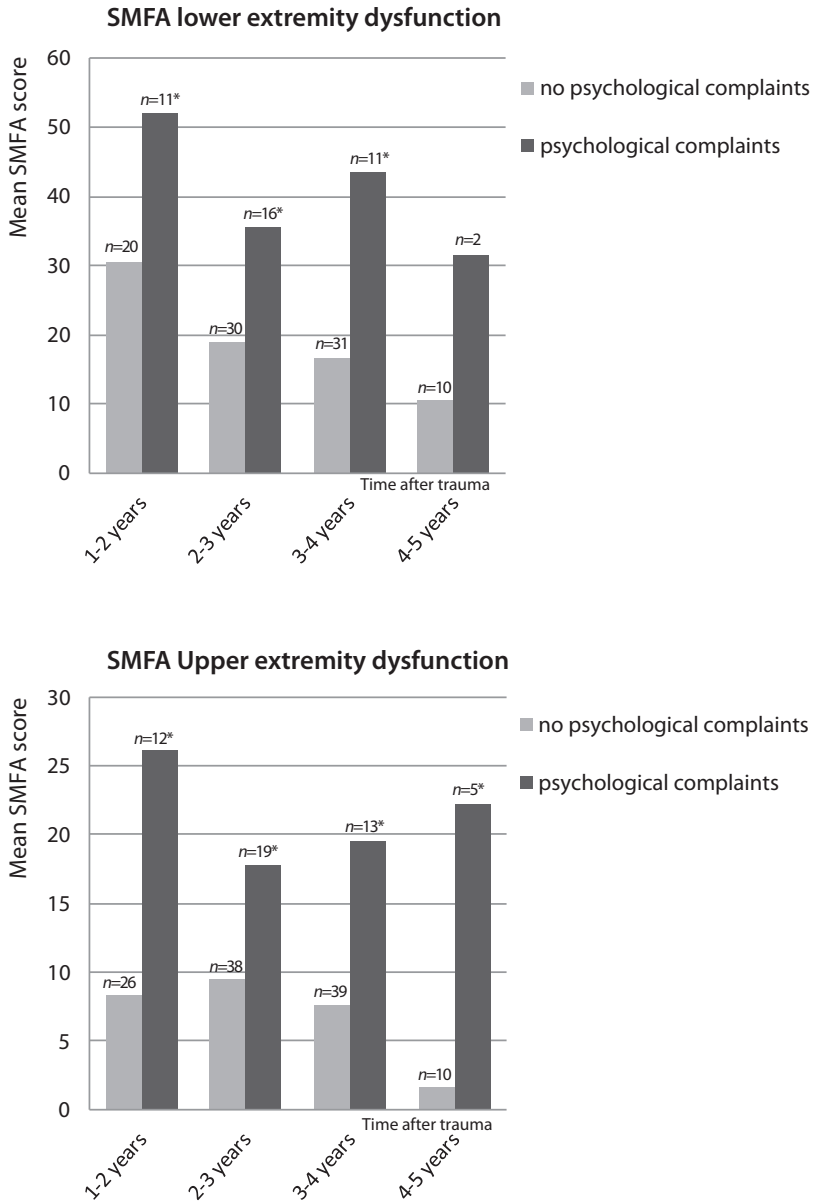 SMFA lower extremity dysfunction
Mean SMFA score
60
50
40
30
20
10
0
n=11*
n=20
n=16*
n=30
n=11*
n=31
n=2
n=10
no psychological complaints
psychological complaints
Time after trauma
1-2 years
2-3 years
3-4 years
4-5 years
SMFA Upper extremity dysfunction
Mean SMFA score
30
25
20
15
10
5
0
n=12*
n=26
n=19*
n=38
n=13*
n=39
n=5*
n=10
no psychological complaints
psychological complaints
Time after trauma
1-2 years
2-3 years
3-4 years
4-5 years